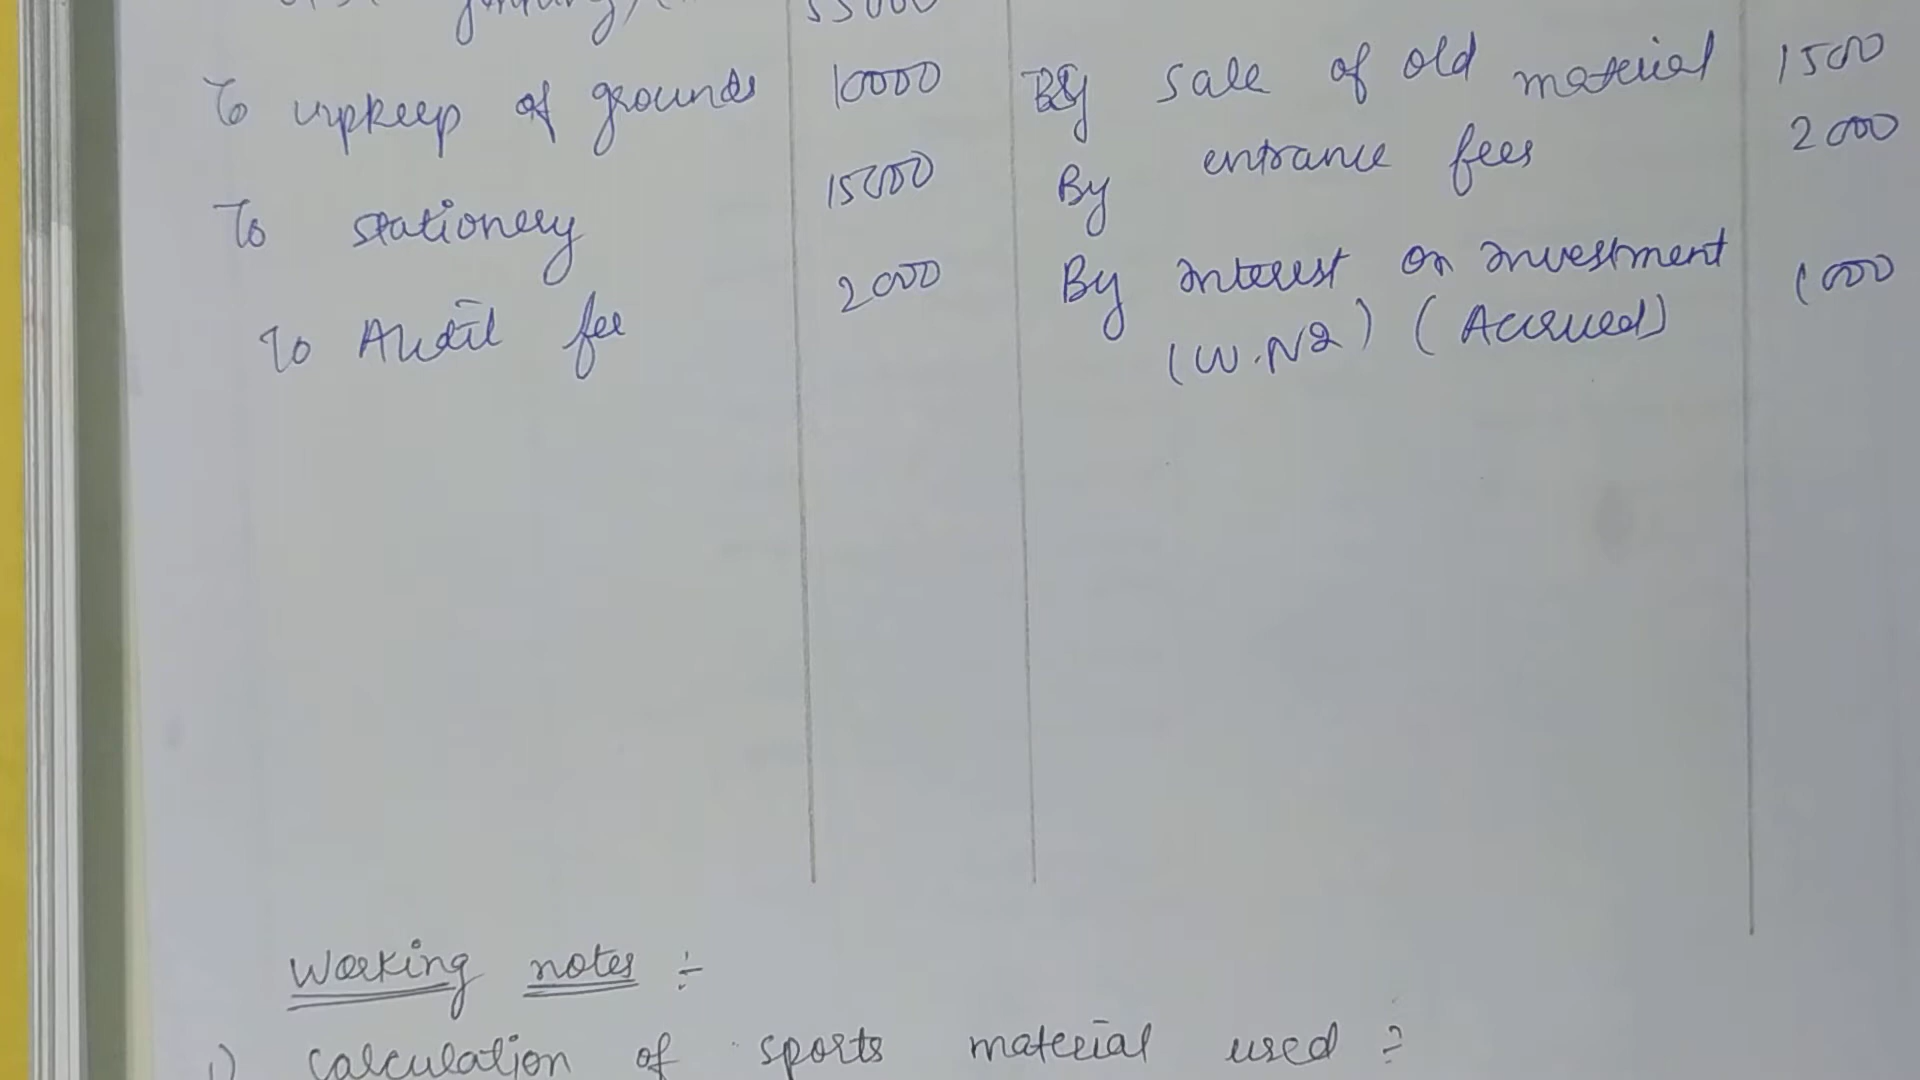 To upkeep of grounds 10000 By sale of old material 1500
To stationery 15000 By entrance fees 2000
To Audit fee 2000 By Interest on Investment 1000
(W.N2) (Accrued)
Working notes :-
1) Calculation of sports material used :-